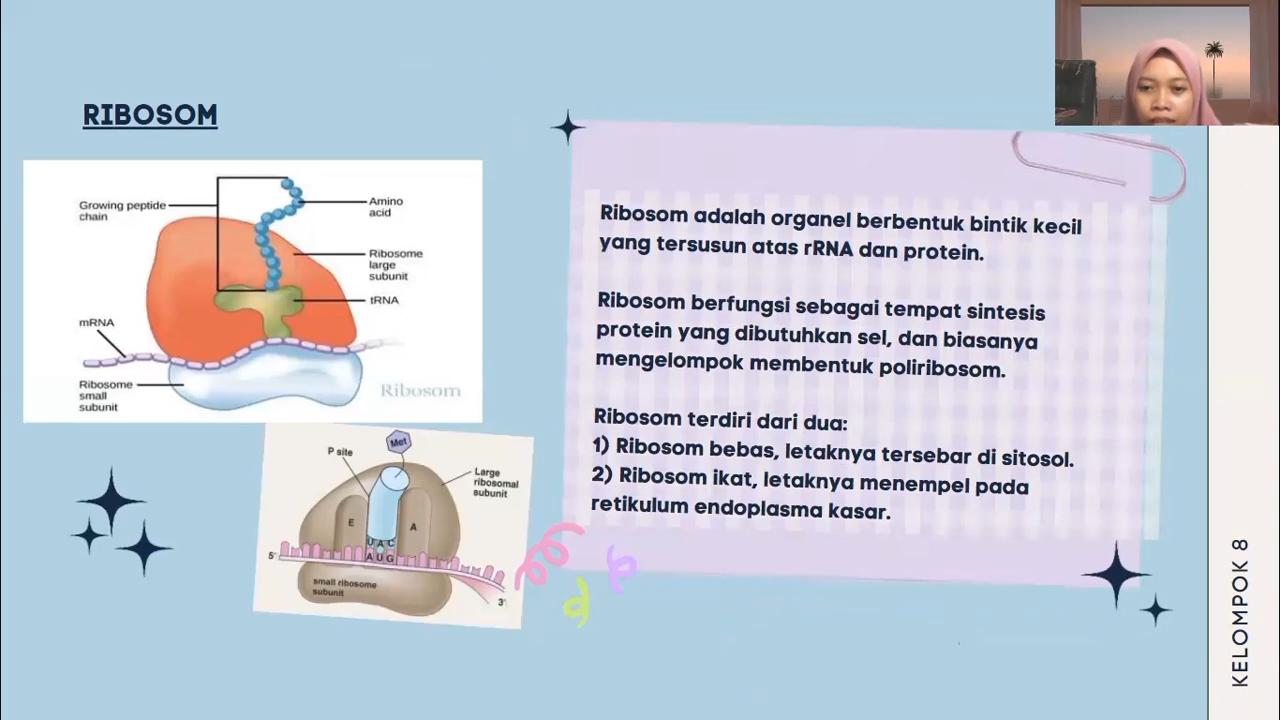 RIBOSOM
Growing peptide
chain
Amino
acid
Ribosome
large
subunit
tRNA
mRNA
Ribosome
small
subunit
Ribosom
Met
P site
Large
ribosomal
subunit
E
A
UAC
AUG
5'
small ribosome
subunit
3'
Ribosom adalah organel berbentuk bintik kecil
yang tersusun atas rRNA dan protein.
Ribosom berfungsi sebagai tempat sintesis
protein yang dibutuhkan sel, dan biasanya
mengelompok membentuk poliribosom.
Ribosom terdiri dari dua:
1) Ribosom bebas, letaknya tersebar di sitosol.
2) Ribosom ikat, letaknya menempel pada
retikulum endoplasma kasar.
KELOMPOK 8